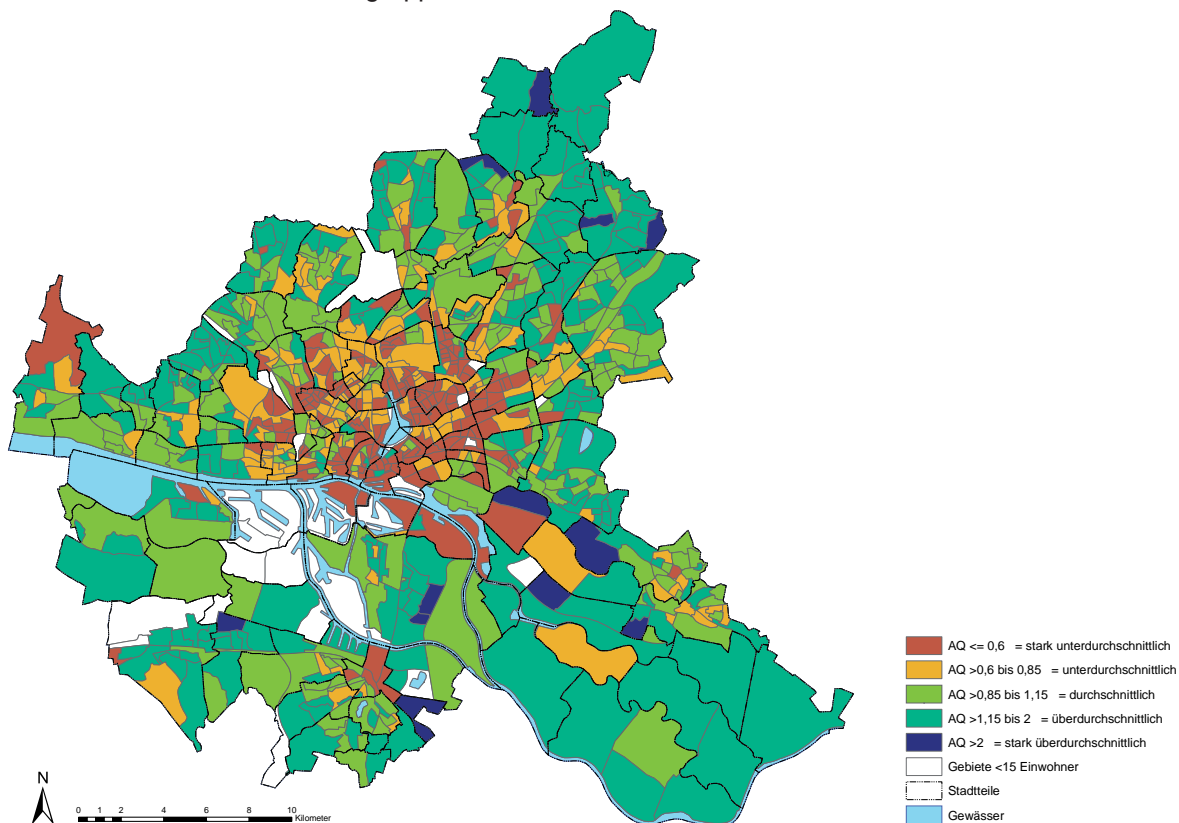 AQ <= 0,6 = stark unterdurchschnittlich
AQ >0,6 bis 0,85 = unterdurchschnittlich
AQ >0,85 bis 1,15 = durchschnittlich
AQ >1,15 bis 2 = überdurchschnittlich
AQ >2 = stark überdurchschnittlich
Gebiete <15 Einwohner
Stadtteile
Gewässer
N
0 1 2 4 6 8 10
Kilometer